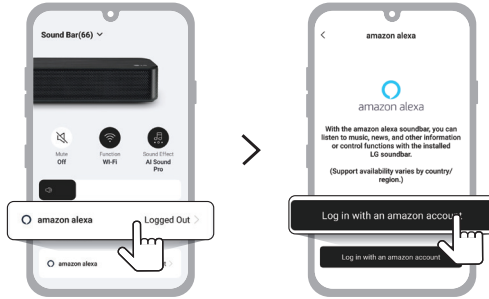 Sound Bar(66)
Mute
Off
Function
Wi-Fi
Sound Effect
AI Sound
Pro
amazon alexa Logged Out
amazon alexa
amazon alexa
amazon alexa
With the amazon alexa soundbar, you can
listen to music, news, and other information
or control functions with the installed
LG soundbar.
(Support availability varies by country/
region.)
Log in with an amazon account
Log in with an amazon account